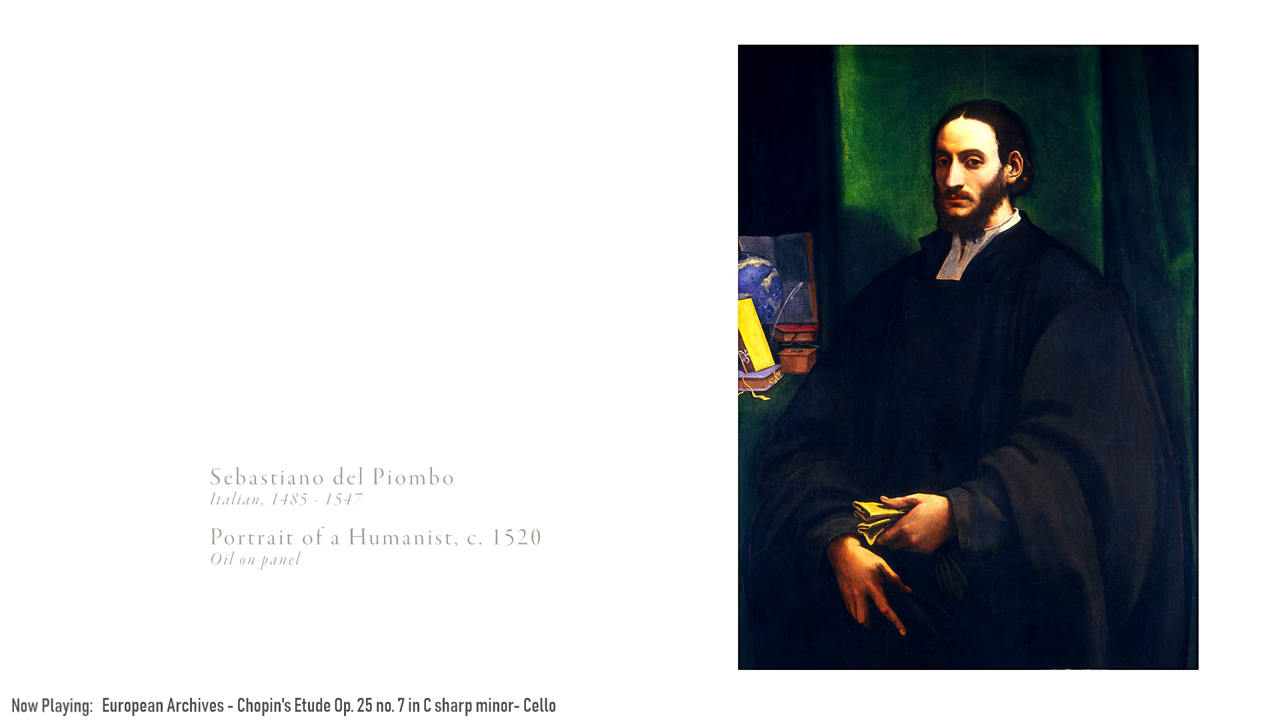 Sebastiano del Piombo
Italian, 1485 - 1547
Portrait of a Humanist, c. 1520
Oil on panel
Now Playing: European Archives - Chopin's Etude Op. 25 no. 7 in C sharp minor- Cello